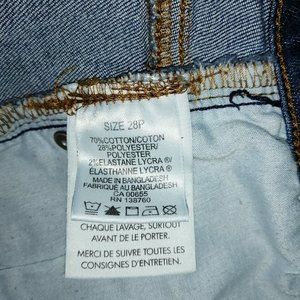 SIZE 28P
70%COTTON/COTON
28%POLYESTER/
POLYESTER
2%ELASTANE LYCRA ®/
ELASTHANNE LYCRA ®
MADE IN BANGLADESH
FABRIQUÉ AU BANGLADESH
CA 00655
RN 138760
CHAQUE LAVAGE, SURTOUT
AVANT DE LE PORTER.
MERCI DE SUIVRE TOUTES LES
CONSIGNES D'ENTRETIEN.